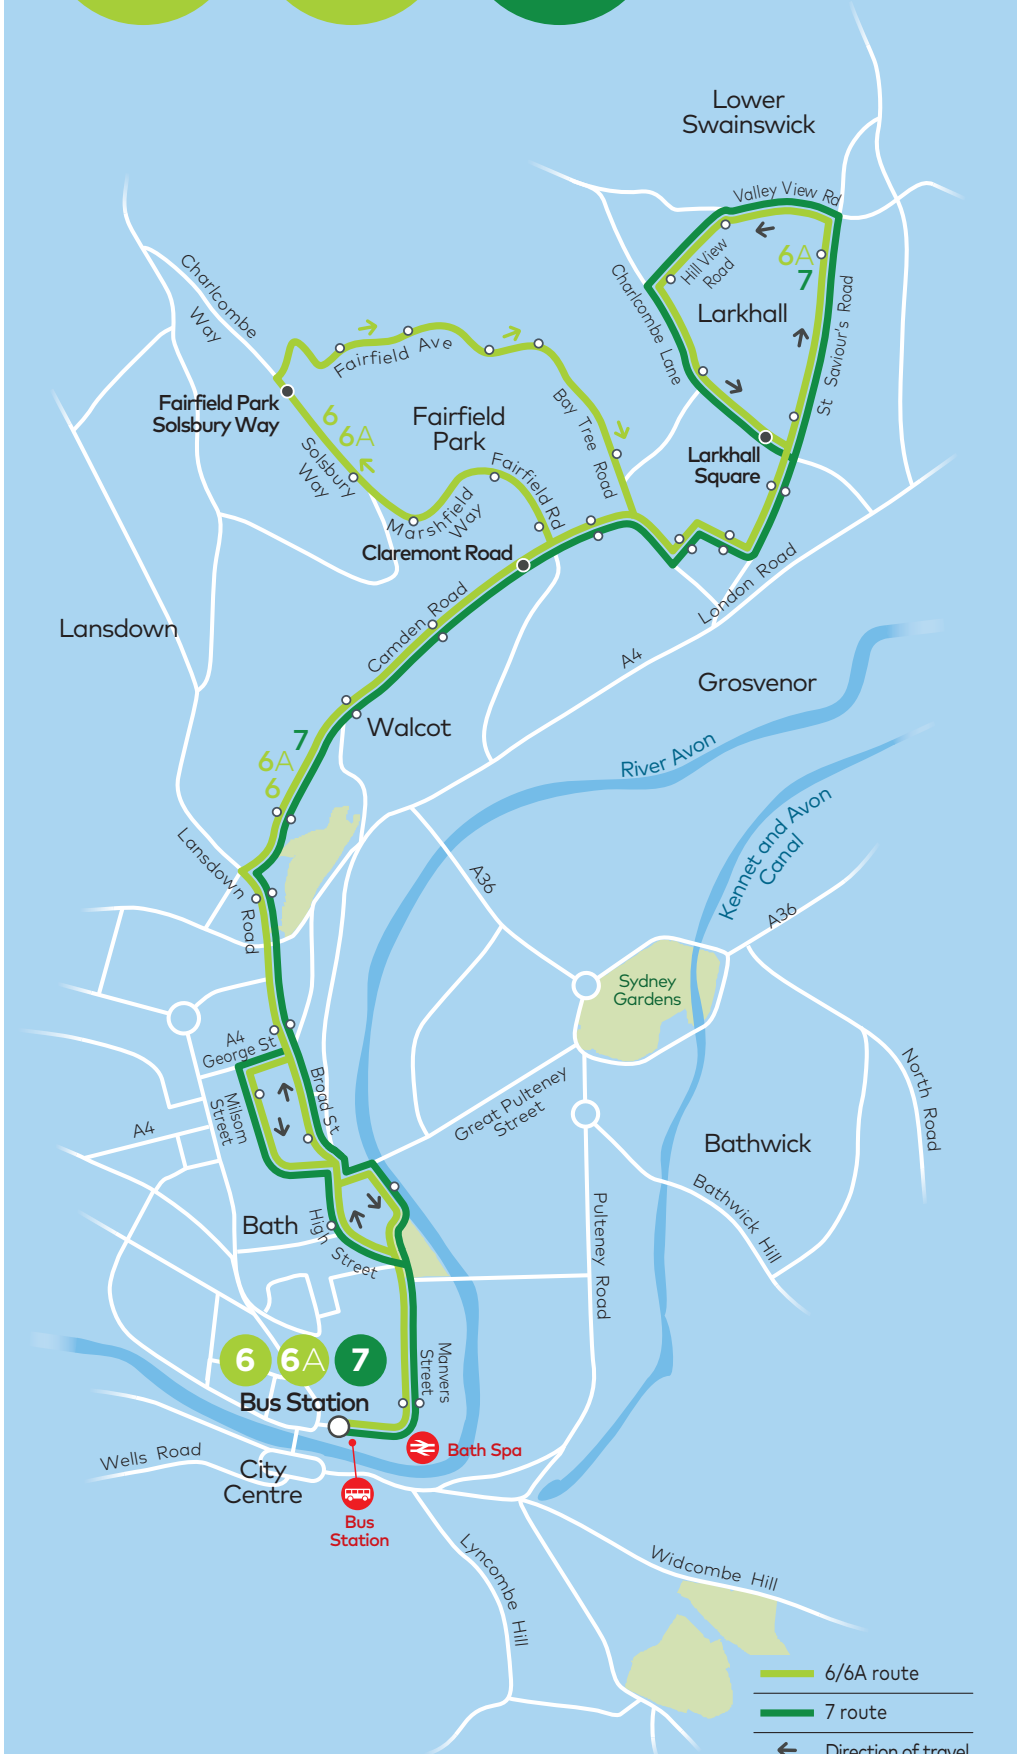 Lower
Swainswick
Valley View Rd
Charlcombe
Way
Hill View
Road
6A
7
Charlcombe Lane
Larkhall
St Saviour's Road
Fairfield Ave
Fairfield Park
Solsbury Way
6
6A
Fairfield
Park
Bay Tree Road
Solsbury
Way
Fairfield Rd
Marshfield
Way
Larkhall
Square
Claremont Road
London Road
Lansdown
Camden Road
A4
Grosvenor
Walcot
7
6A
6
River Avon
Kennet and Avon
Canal
Lansdown Road
A36
A36
Sydney
Gardens
A4
George St
Broad St
Milsom
Street
A4
Great Pulteney
Street
North Road
Bathwick
Bathwick Hill
Bath
High Street
Pulteney Road
6
6A
7
Manvers
Street
Bus Station
Bath Spa
Wells Road
City
Centre
Bus
Station
Lyncombe Hill
Widcombe Hill
6/6A route
7 route
Direction of travel